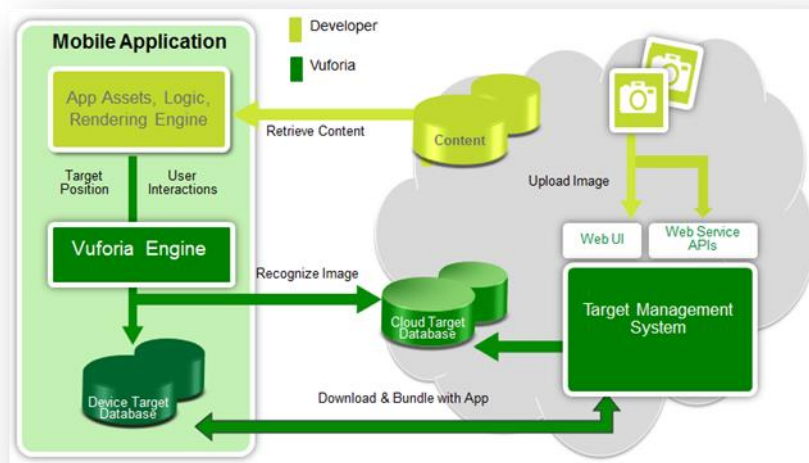 Mobile Application
Developer
Vuforia
App Assets, Logic,
Rendering Engine
Retrieve Content
Content
Target
Position
User
Interactions
Upload Image
Vuforia Engine
Web UI
Web Service
APIs
Recognize Image
Cloud Target
Database
Target Management
System
Device Target
Database
Download & Bundle with App